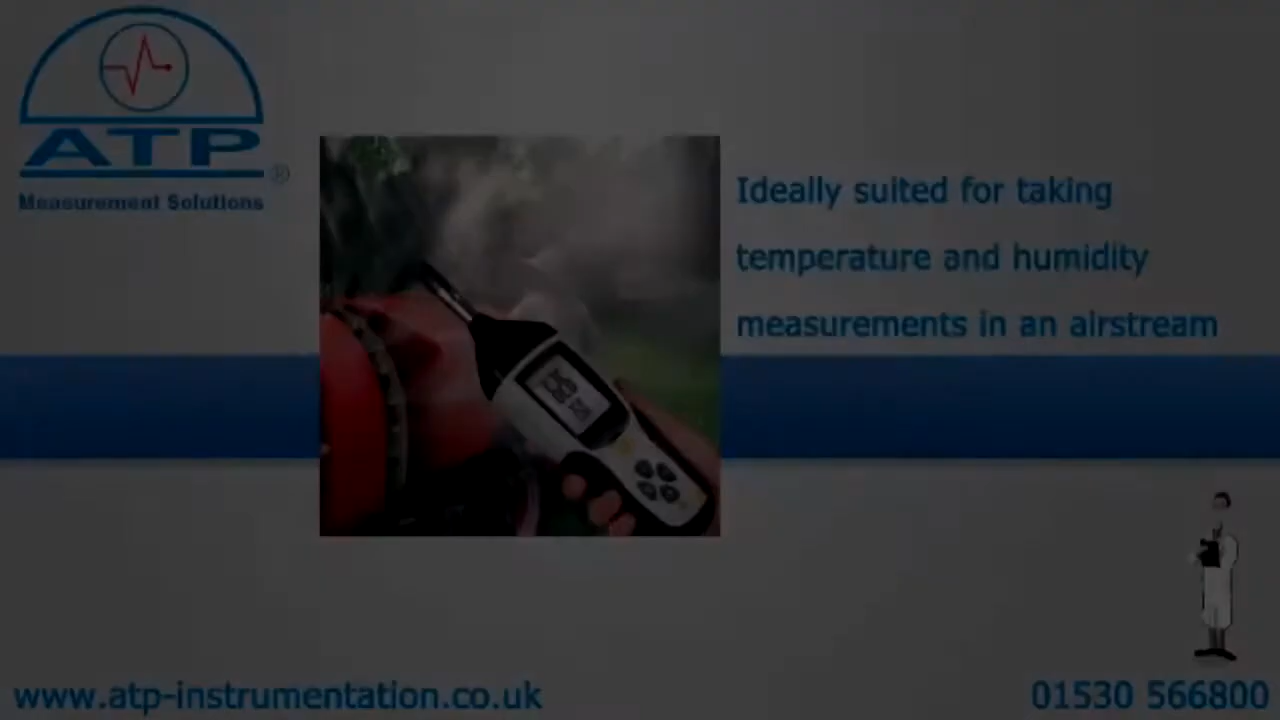 ATP
®
Measurement Solutions
Ideally suited for taking
temperature and humidity
measurements in an airstream
www.atp-instrumentation.co.uk
01530 566800